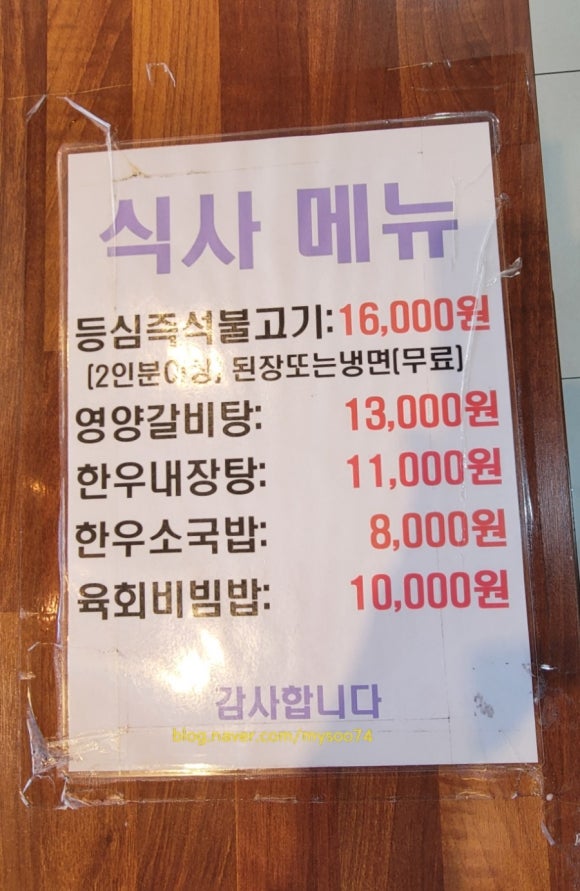 식사 메뉴
등심즉석불고기: 16,000원
(2인분이상, 된장또는냉면(무료)
영양갈비탕: 13,000원
한우내장탕: 11,000원
한우소국밥: 8,000원
육회비빔밥: 10,000원
감사합니다
blog.naver.com/mysoo74